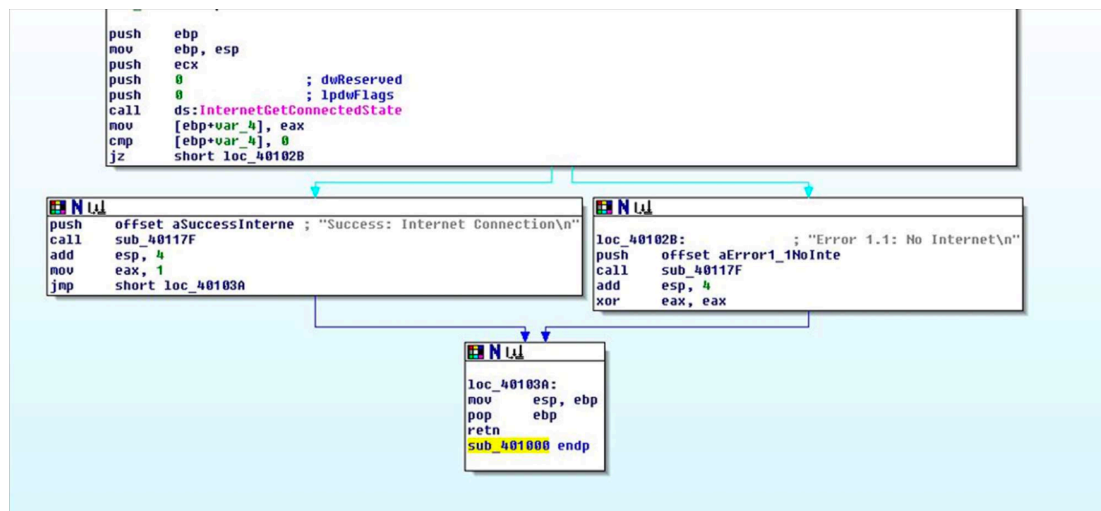 push ebp
mov ebp, esp
push ecx
push 0 ; dwReserved
push 0 ; lpdwFlags
call ds:InternetGetConnectedState
mov [ebp+var_4], eax
cmp [ebp+var_4], 0
jz short loc_40102B
push offset aSuccessInterne ; "Success: Internet Connection\n"
call sub_40117F
add esp, 4
mov eax, 1
jmp short loc_40103A
loc_40102B: ; "Error 1.1: No Internet\n"
push offset aError1_1NoInte
call sub_40117F
add esp, 4
xor eax, eax
loc_40103A:
mov esp, ebp
pop ebp
retn
sub_401000 endp